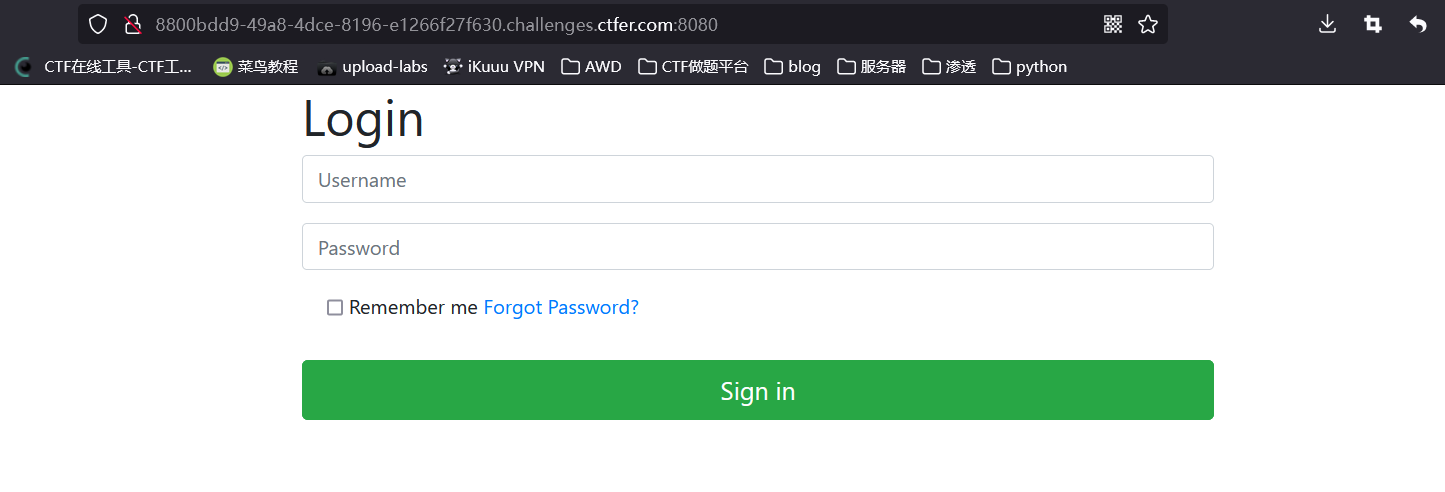 8800bdd9-49a8-4dce-8196-e1266f27f630.challenges.ctfer.com:8080
CTF在线工具-CTF工... 菜鸟教程 upload-labs iKuuu VPN AWD CTF做题平台 blog 服务器 渗透 python
Login
Username
Password
Remember me Forgot Password?
Sign in